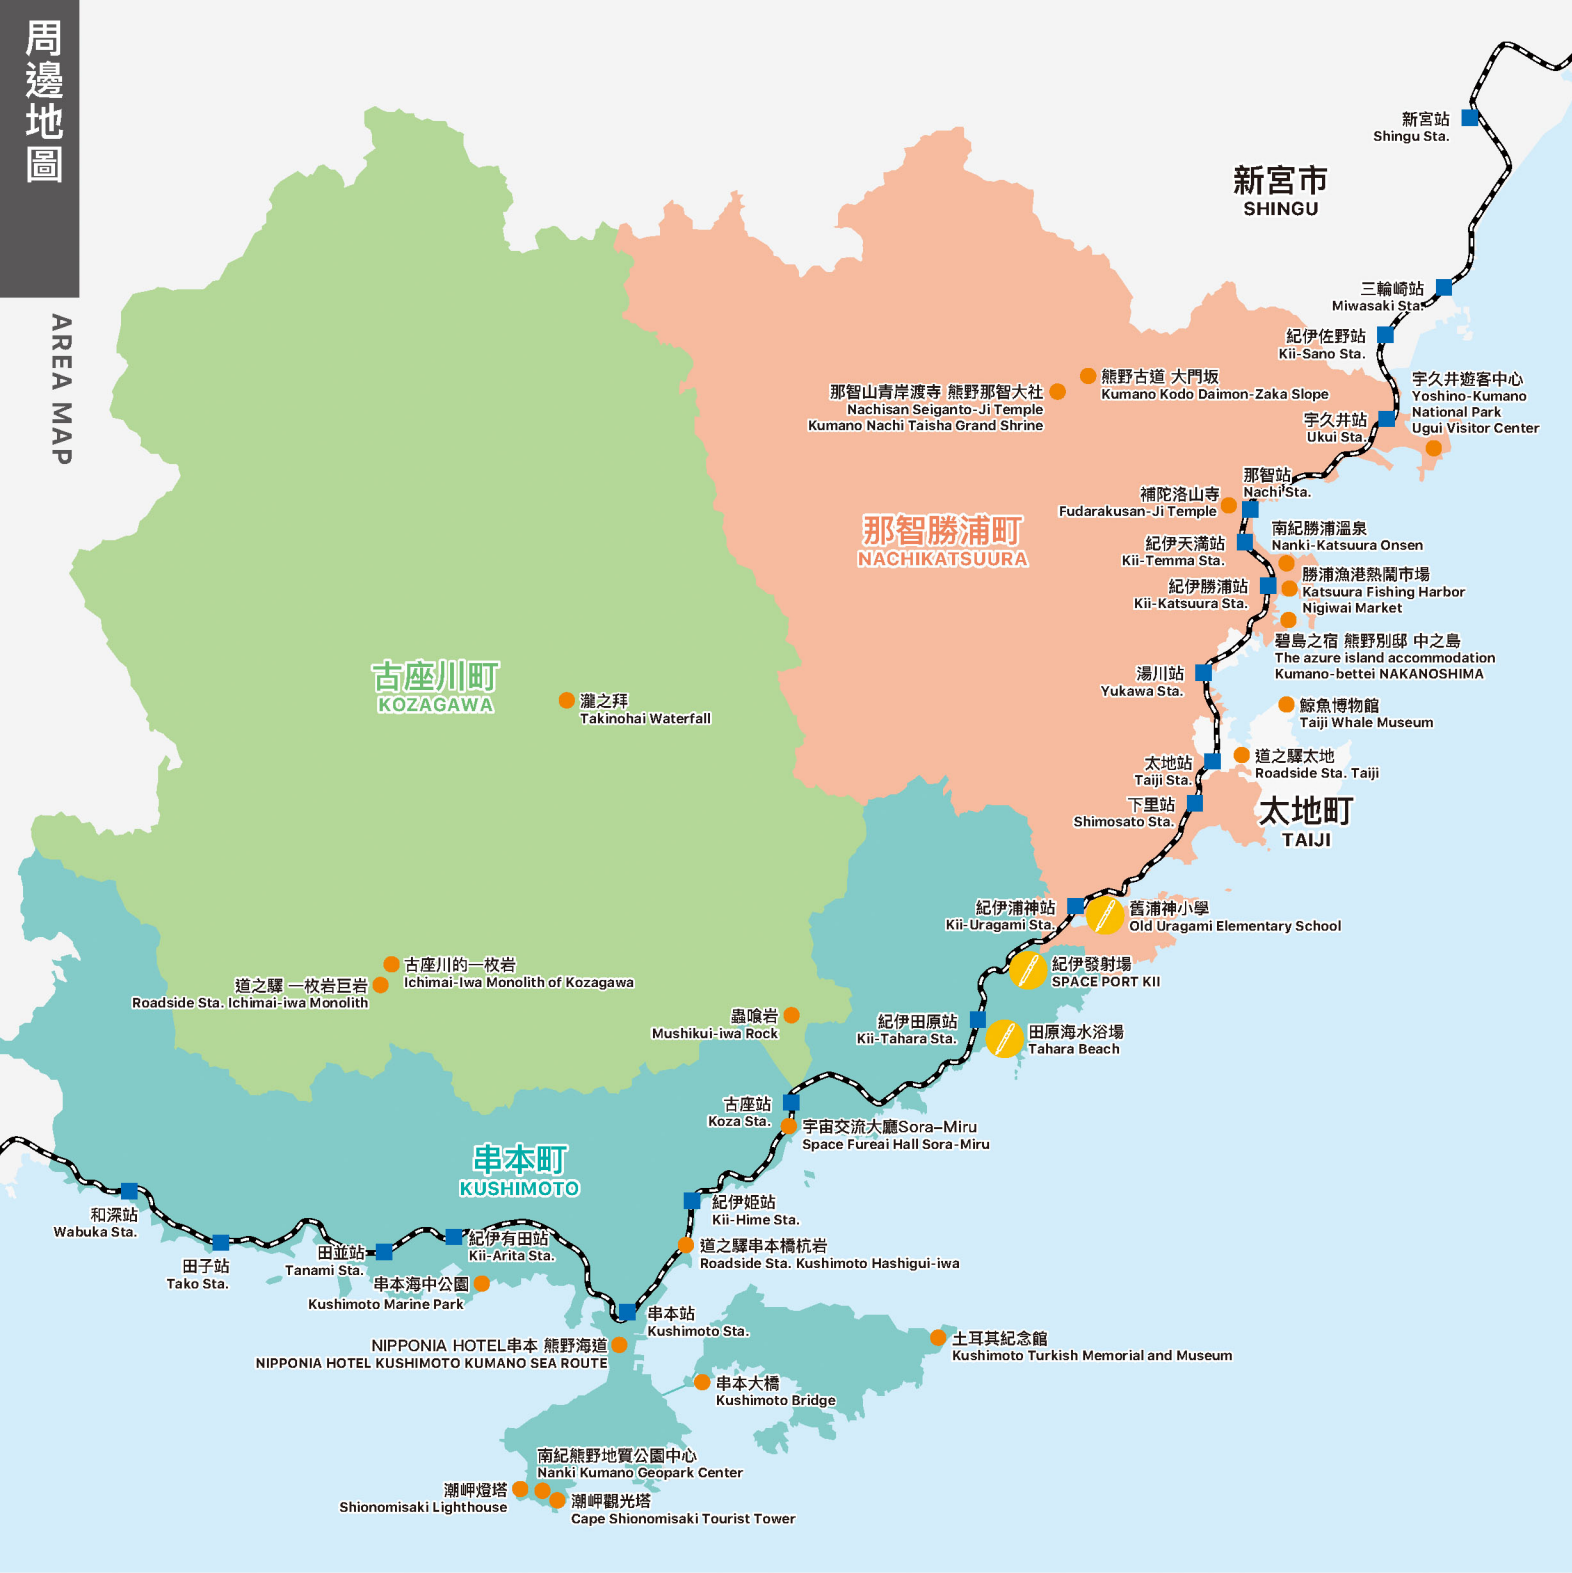 周邊地圖
AREA MAP
新宮站
Shingu Sta.
新宮市
SHINGU
三輪崎站
Miwasaki Sta.
紀伊佐野站
Kii-Sano Sta.
宇久井遊客中心
Yoshino-Kumano
National Park
Ugui Visitor Center
宇久井站
Ukui Sta.
熊野古道 大門坂
Kumano Kodo Daimon-Zaka Slope
那智山青岸渡寺 熊野那智大社
Nachisan Seiganto-Ji Temple
Kumano Nachi Taisha Grand Shrine
那智站
Nachi Sta.
補陀洛山寺
Fudarakusan-Ji Temple
那智勝浦町
NACHIKATSUURA
南紀勝浦溫泉
Nanki-Katsuura Onsen
紀伊天満站
Kii-Temma Sta.
勝浦漁港熱鬧市場
Katsuura Fishing Harbor
Nigiwai Market
紀伊勝浦站
Kii-Katsuura Sta.
碧島之宿 熊野別邸 中之島
The azure island accommodation
Kumano-bettei NAKANOSHIMA
湯川站
Yukawa Sta.
古座川町
KOZAGAWA
瀧之拜
Takinohai Waterfall
鯨魚博物館
Taiji Whale Museum
道之驛太地
Roadside Sta. Taiji
太地站
Taiji Sta.
太地町
TAIJI
下里站
Shimosato Sta.
紀伊浦神站
Kii-Uragami Sta.
舊浦神小學
Old Uragami Elementary School
紀伊發射場
SPACE PORT KII
古座川的一枚岩
Ichimai-Iwa Monolith of Kozagawa
道之驛 一枚岩巨岩
Roadside Sta. Ichimai-iwa Monolith
蟲喰岩
Mushikui-iwa Rock
紀伊田原站
Kii-Tahara Sta.
田原海水浴場
Tahara Beach
古座站
Koza Sta.
宇宙交流大廳Sora–Miru
Space Fureai Hall Sora-Miru
串本町
KUSHIMOTO
紀伊姫站
Kii-Hime Sta.
和深站
Wabuka Sta.
田子站
Tako Sta.
田並站
Tanami Sta.
紀伊有田站
Kii-Arita Sta.
道之驛串本橋杭岩
Roadside Sta. Kushimoto Hashigui-iwa
串本海中公園
Kushimoto Marine Park
串本站
Kushimoto Sta.
NIPPONIA HOTEL串本 熊野海道
NIPPONIA HOTEL KUSHIMOTO KUMANO SEA ROUTE
土耳其紀念館
Kushimoto Turkish Memorial and Museum
串本大橋
Kushimoto Bridge
南紀熊野地質公園中心
Nanki Kumano Geopark Center
潮岬燈塔
Shionomisaki Lighthouse
潮岬觀光塔
Cape Shionomisaki Tourist Tower